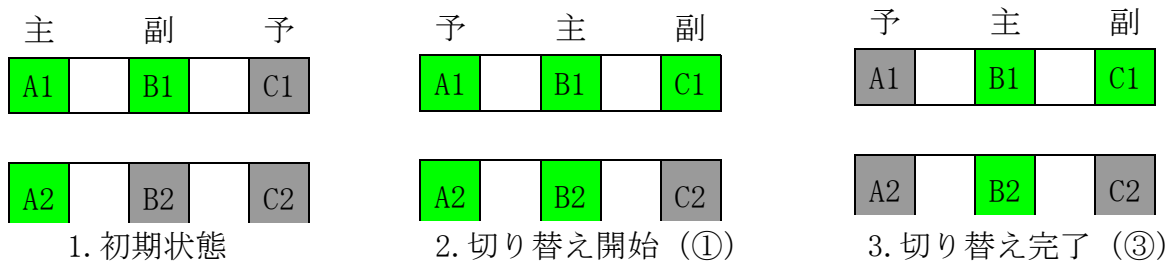 主 副 予
予 主 副
予 主 副
A1 B1 C1
A1 B1 C1
A1 B1 C1
A2 B2 C2
A2 B2 C2
A2 B2 C2
1.初期状態
2.切り替え開始(①)
3.切り替え完了(③)